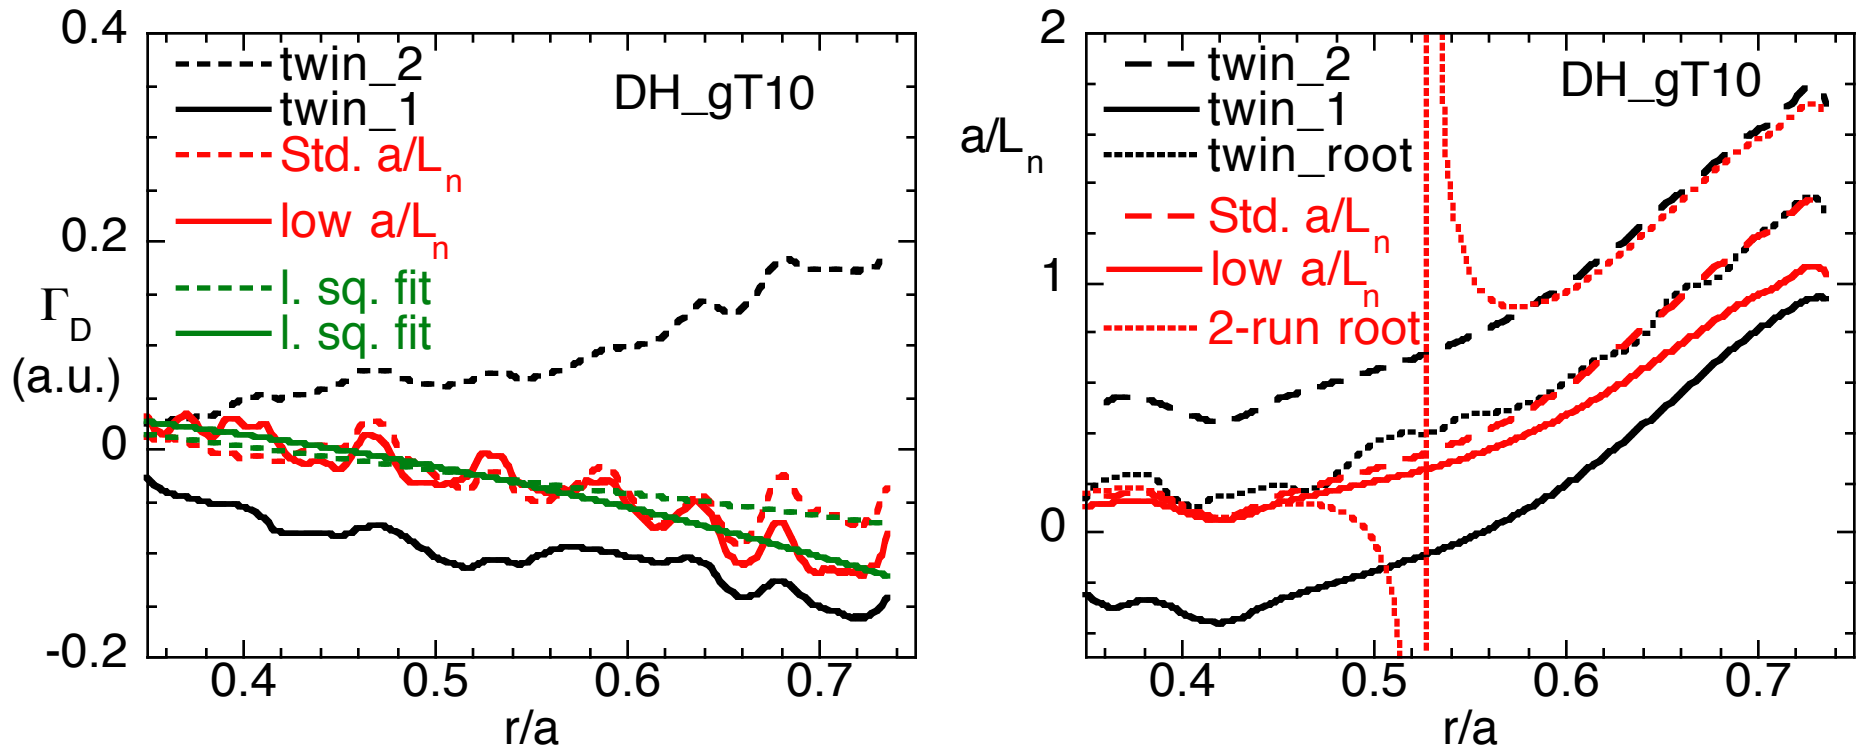 0.4
twin_2
twin_1
DH_gT10
Std. a/Ln
low a/Ln
l. sq. fit
l. sq. fit
0.2
ΓD
(a.u.)
0
-0.2
0.4 0.5 0.6 0.7
r/a
2
twin_2
DH_gT10
twin_1
a/Ln
twin_root
Std. a/Ln
low a/Ln
2-run root
1
0
0.4 0.5 0.6 0.7
r/a